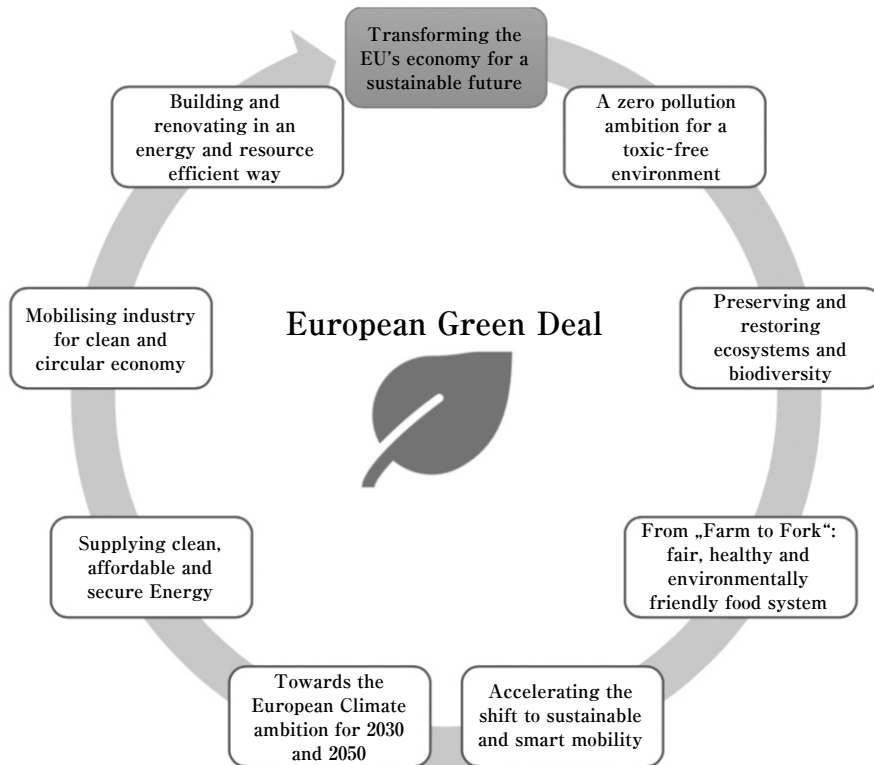 Transforming the
EU's economy for a
sustainable future
A zero pollution
ambition for a
toxic-free
environment
Preserving and
restoring
ecosystems and
biodiversity
From „Farm to Fork“:
fair, healthy and
environmentally
friendly food system
Accelerating the
shift to sustainable
and smart mobility
Towards the
European Climate
ambition for 2030
and 2050
Supplying clean,
affordable and
secure Energy
Mobilising industry
for clean and
circular economy
Building and
renovating in an
energy and resource
efficient way
European Green Deal